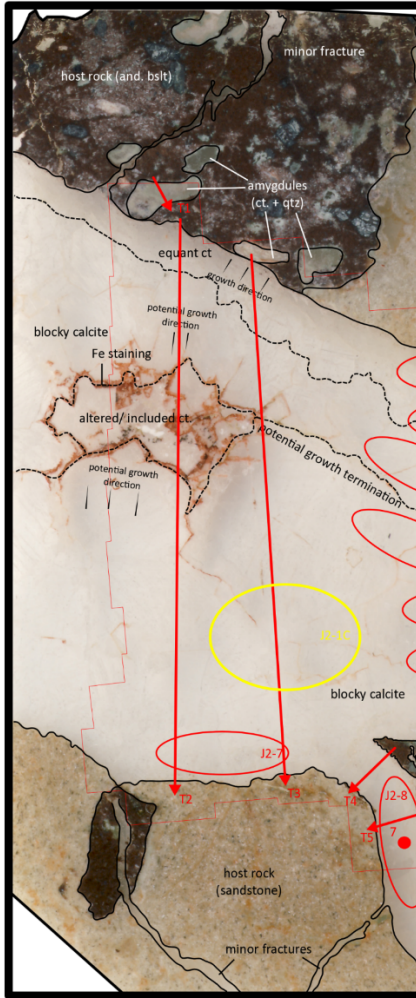 minor fracture
host rock (and. bslt)
amygdules
(ct. + qtz)
T1
equant ct
growth direction
potential growth
direction
blocky calcite
Fe staining
altered/ included ct.
potential growth termination
potential growth
direction
J2-1C
blocky calcite
J2-7
T2
T3
T4
J2-8
T5
7
host rock
(sandstone)
minor fractures